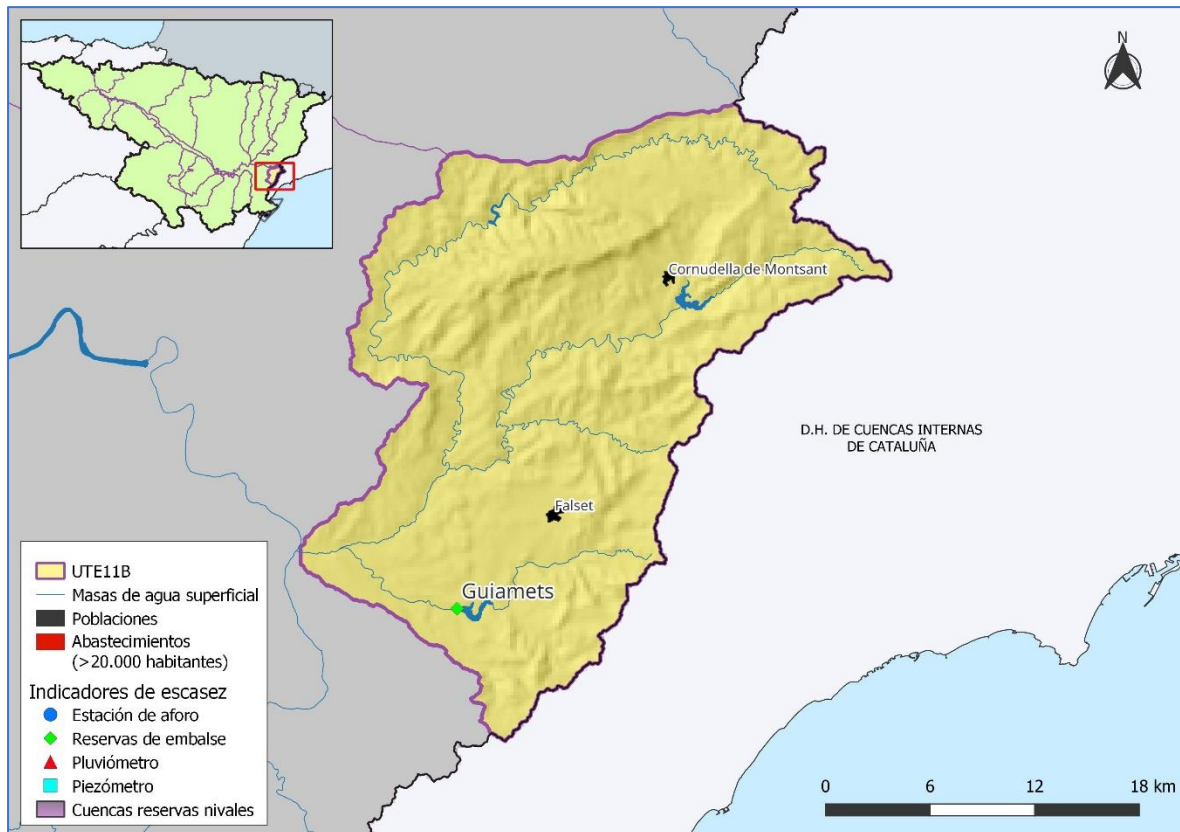 N
Cornudella de Montsant
D.H. DE CUENCAS INTERNAS
DE CATALUÑA
Falset
Guiamets
UTE11B
Masas de agua superficial
Poblaciones
Abastecimientos
(>20.000 habitantes)
Indicadores de escasez
Estación de aforo
Reservas de embalse
Pluviómetro
Piezómetro
Cuencas reservas nivales
0 6 12 18 km